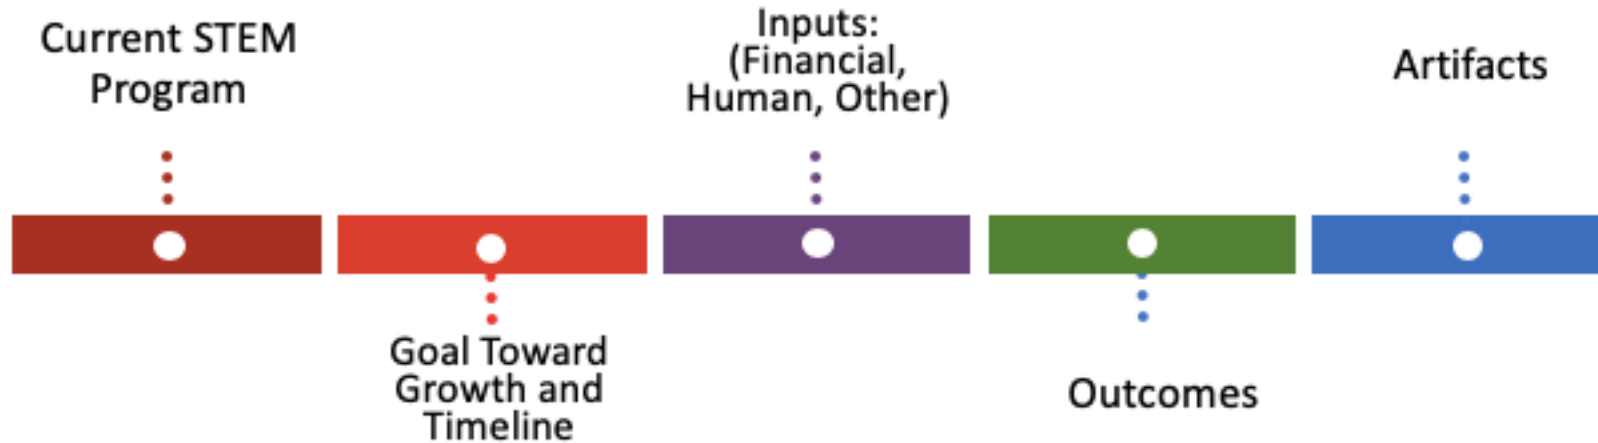 Current STEM
Program
Goal Toward
Growth and
Timeline
Inputs:
(Financial,
Human, Other)
Outcomes
Artifacts